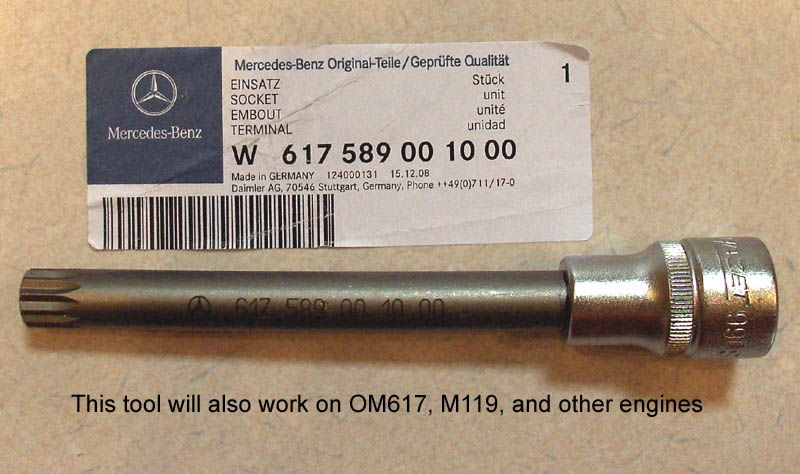 Mercedes-Benz
Mercedes-Benz Original-Teile/Geprüfte Qualität
EINSATZ Stück 1
SOCKET unit
EMBOUT unité
TERMINAL unidad
W 617 589 00 10 00
Made in GERMANY 124000131 15.12.08
Daimler AG, 70546 Stuttgart, Germany, Phone ++49(0)711/17-0
617 589 00 10 00
This tool will also work on OM617, M119, and other engines